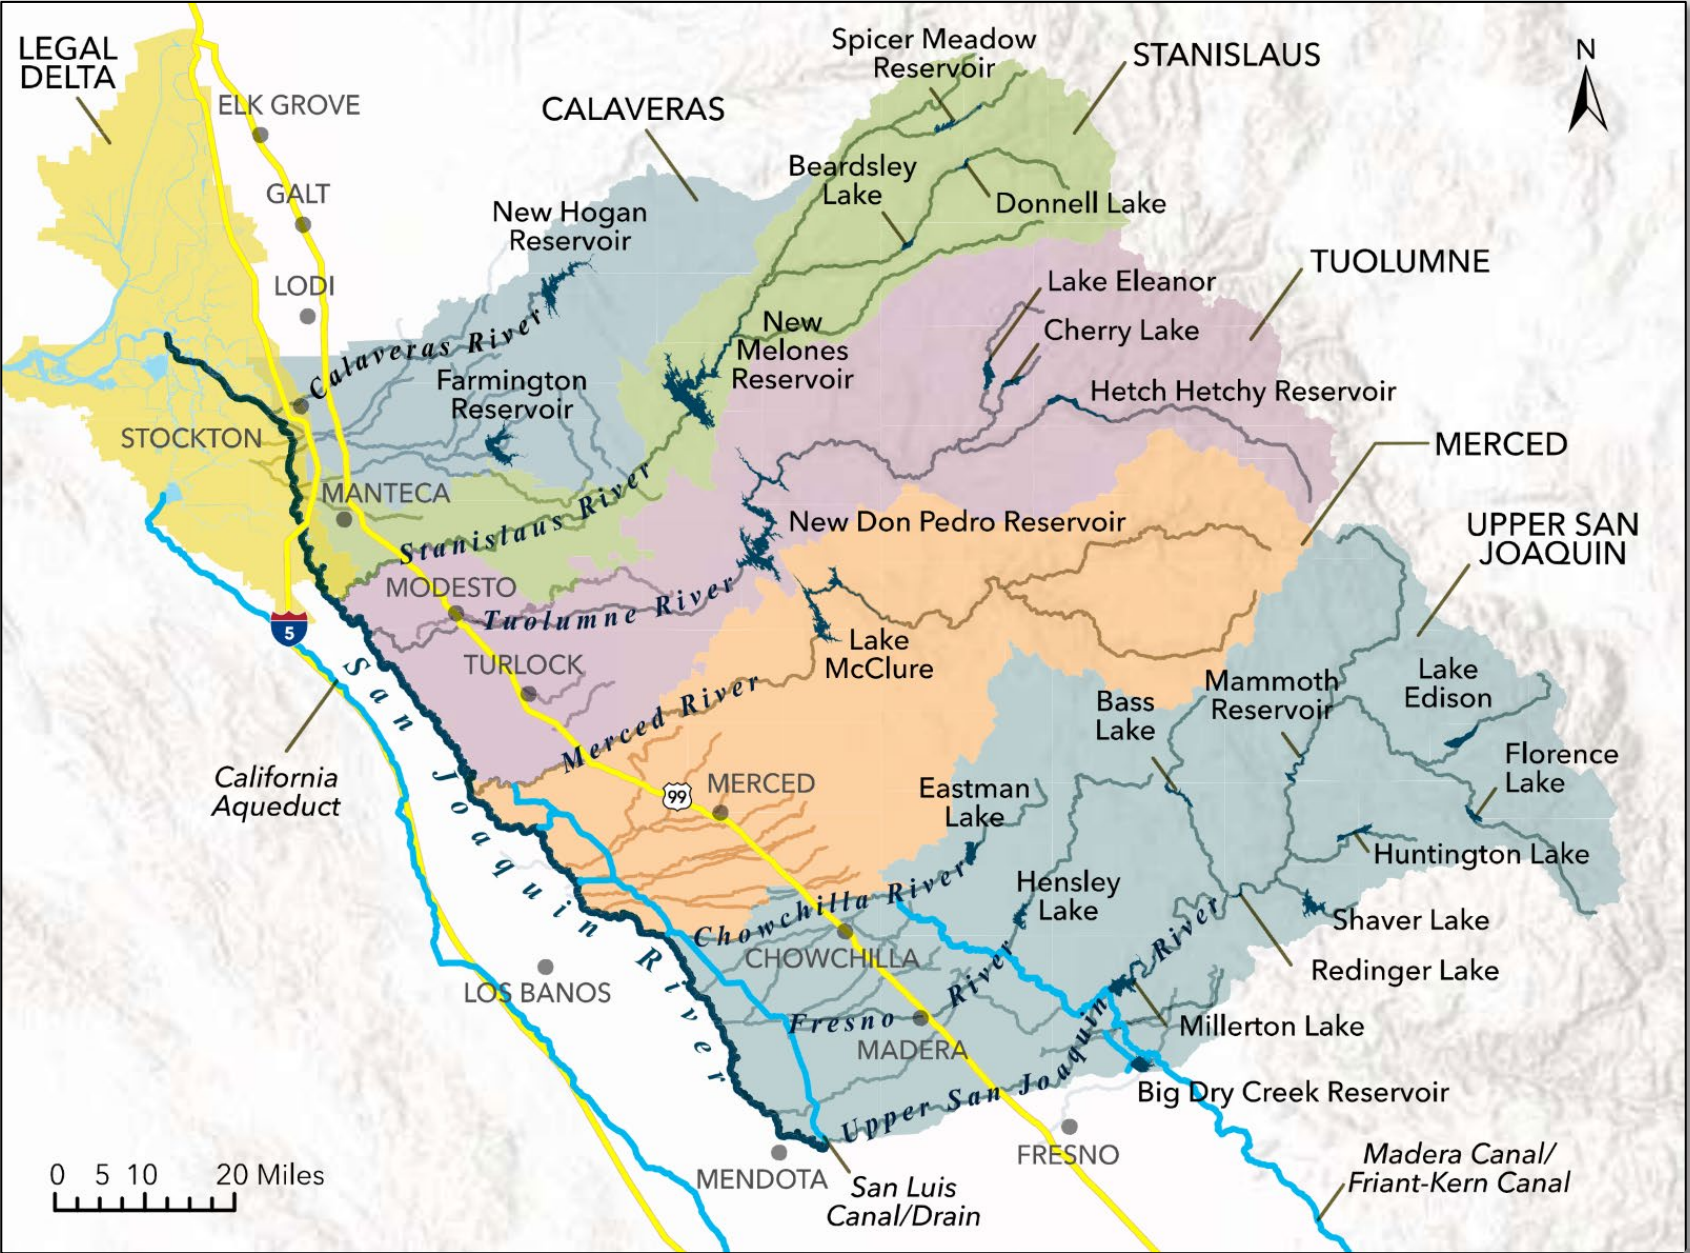 LEGAL
DELTA
ELK GROVE
GALT
LODI
CALAVERAS
Spicer Meadow
Reservoir
STANISLAUS
N
Beardsley
Lake
Donnell Lake
New Hogan
Reservoir
TUOLUMNE
Lake Eleanor
Cherry Lake
Hetch Hetchy Reservoir
New
Melones
Reservoir
Calaveras River
Farmington
Reservoir
STOCKTON
MANTECA
Stanislaus River
MERCED
UPPER SAN
JOAQUIN
New Don Pedro Reservoir
MODESTO
Tuolumne River
5
TURLOCK
Lake
McClure
Merced River
San Joaquin River
California
Aqueduct
99
MERCED
Bass
Lake
Mammoth
Reservoir
Lake
Edison
Florence
Lake
Eastman
Lake
Huntington Lake
Hensley
Lake
Shaver Lake
Redinger Lake
Chowchilla River
CHOWCHILLA
LOS BANOS
Fresno River
MADERA
Millerton Lake
Upper San Joaquin River
Big Dry Creek Reservoir
FRESNO
MENDOTA
San Luis
Canal/Drain
Madera Canal/
Friant-Kern Canal
0 5 10 20 Miles